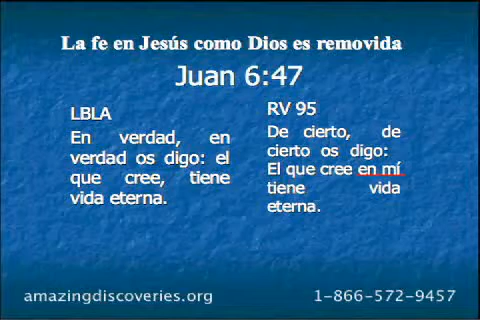 La fe en Jesús como Dios es removida
Juan 6:47
LBLA
En verdad, en
verdad os digo: el
que cree, tiene
vida eterna.
RV 95
De cierto, de
cierto os digo:
El que cree en mí
tiene vida
eterna.
amazingdiscoveries.org
1-866-572-9457